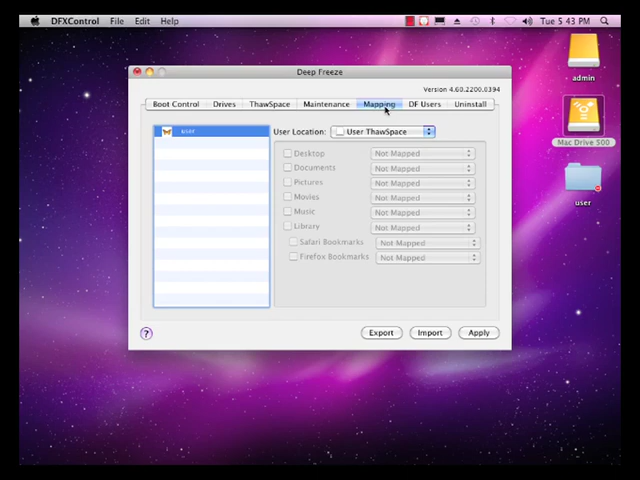 DFXControl File Edit Help Tue 5 43 PM
Deep Freeze
Version 4.60.2200.0394
Boot Control Drives ThawSpace Maintenance Mapping DF Users Uninstall
user
User Location: User ThawSpace
Desktop Not Mapped
Documents Not Mapped
Pictures Not Mapped
Movies Not Mapped
Music Not Mapped
Library Not Mapped
Safari Bookmarks Not Mapped
Firefox Bookmarks Not Mapped
? Export Import Apply
admin
Mac Drive 500
user